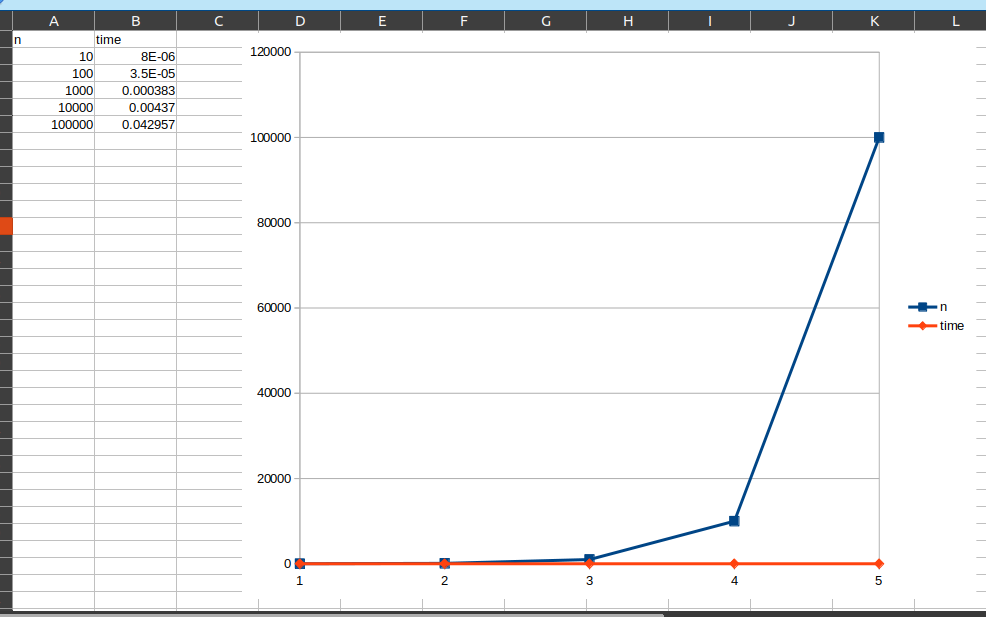 A B C D E F G H I J K L
n time
10 8E-06
100 3.5E-05
1000 0.000383
10000 0.00437
100000 0.042957
120000
100000
80000
60000
40000
20000
0
1 2 3 4 5
n
time